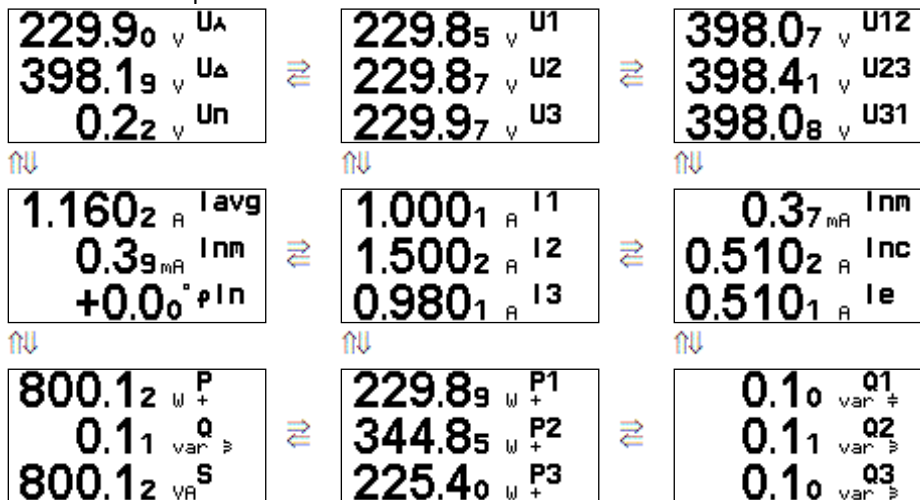 229.90 V U⅄
398.19 V U▵
0.22 V Un
229.85 V U1
229.87 V U2
229.97 V U3
398.07 V U12
398.41 V U23
398.08 V U31
1.1602 A Iavg
0.39 mA Inm
+0.00° φIn
1.0001 A I1
1.5002 A I2
0.9801 A I3
0.37 mA Inm
0.5102 A Inc
0.5101 A Ie
800.12 W + P
0.11 var Q
800.12 VA S
229.89 W + P1
344.85 W + P2
225.40 W + P3
0.10 var Q1
0.11 var Q2
0.10 var Q3